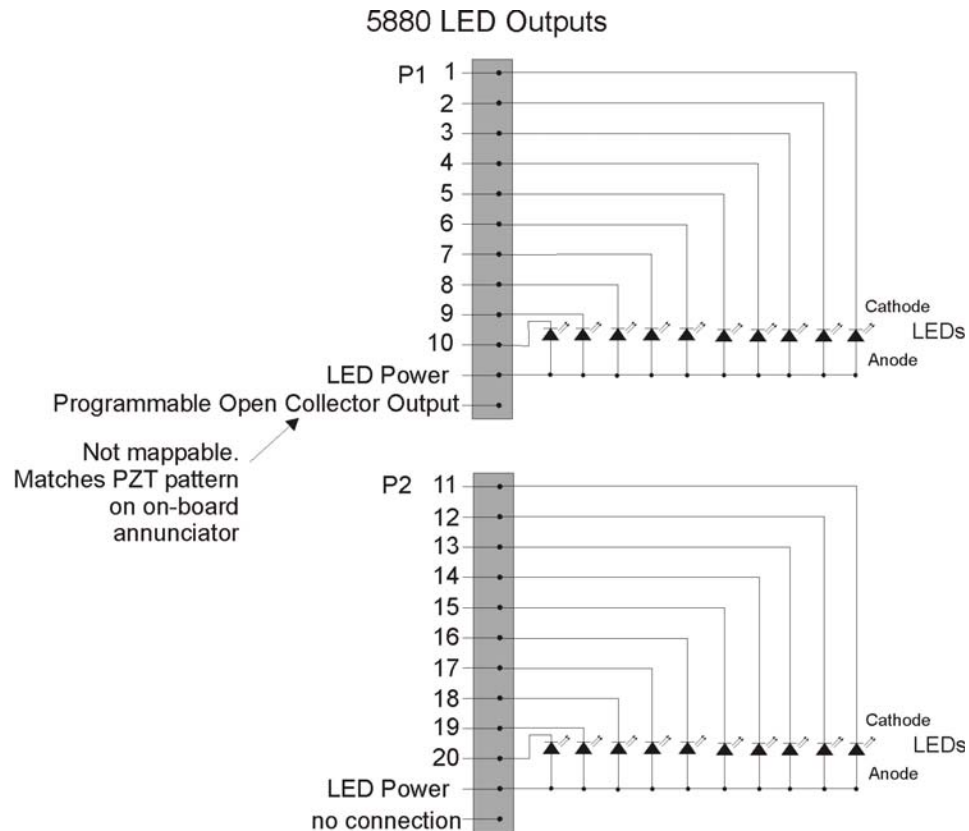 5880 LED Outputs
P1 1
2
3
4
5
6
7
8
9
10
Cathode
LEDs
Anode
LED Power
Programmable Open Collector Output
Not mappable.
Matches PZT pattern
on on-board
annunciator
P2 11
12
13
14
15
16
17
18
19
20
Cathode
LEDs
Anode
LED Power
no connection